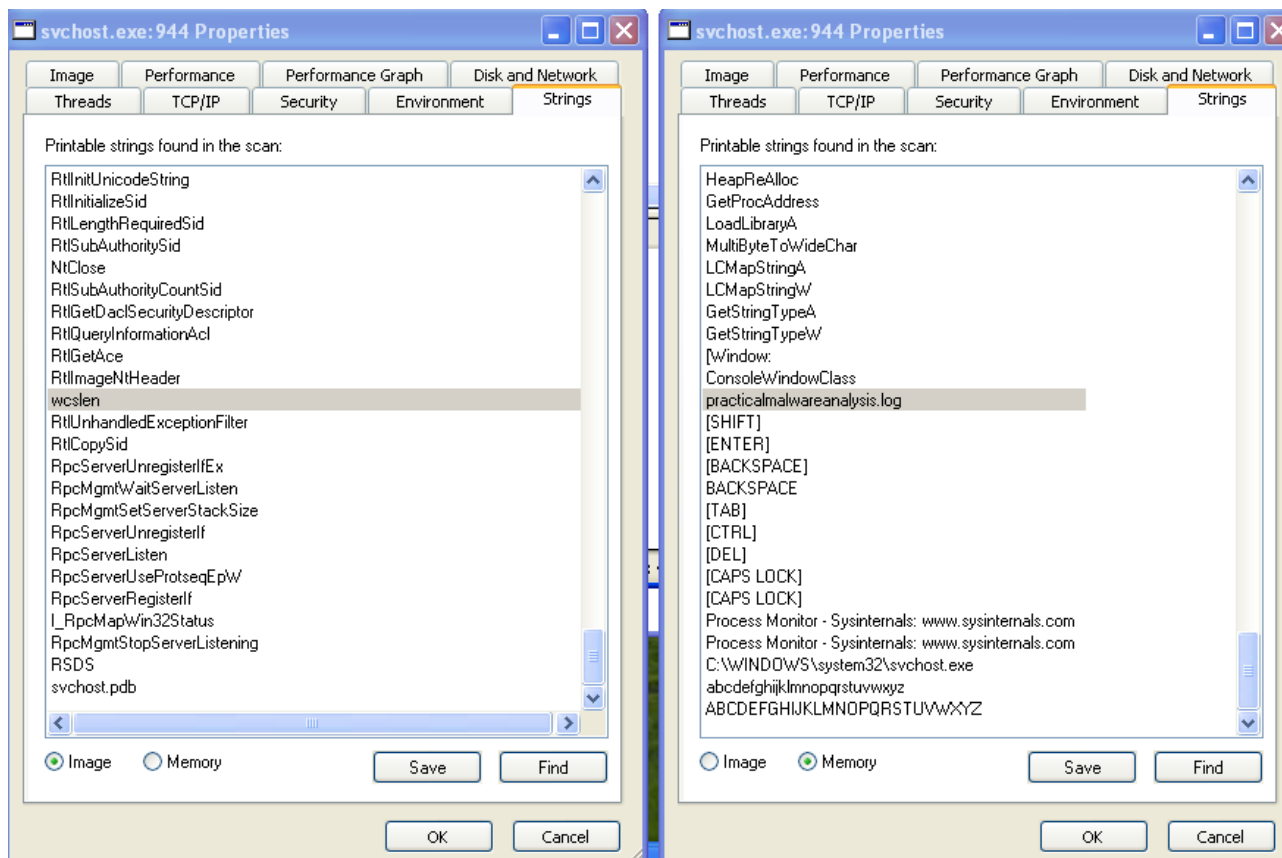 svchost.exe:944 Properties
Image
Performance
Performance Graph
Disk and Network
Threads
TCP/IP
Security
Environment
Strings
Printable strings found in the scan:
RtlInitUnicodeString
RtlInitializeSid
RtlLengthRequiredSid
RtlSubAuthoritySid
NtClose
RtlSubAuthorityCountSid
RtlGetDaclSecurityDescriptor
RtlQueryInformationAcl
RtlGetAce
RtlImageNtHeader
wcslen
RtlUnhandledExceptionFilter
RtlCopySid
RpcServerUnregisterIfEx
RpcMgmtWaitServerListen
RpcMgmtSetServerStackSize
RpcServerUnregisterIf
RpcServerListen
RpcServerUseProtseqEpW
RpcServerRegisterIf
I_RpcMapWin32Status
RpcMgmtStopServerListening
RSDS
svchost.pdb
Image
Memory
Save
Find
OK
Cancel
svchost.exe:944 Properties
Image
Performance
Performance Graph
Disk and Network
Threads
TCP/IP
Security
Environment
Strings
Printable strings found in the scan:
HeapReAlloc
GetProcAddress
LoadLibraryA
MultiByteToWideChar
LCMapStringA
LCMapStringW
GetStringTypeA
GetStringTypeW
[Window:
ConsoleWindowClass
practicalmalwareanalysis.log
[SHIFT]
[ENTER]
[BACKSPACE]
BACKSPACE
[TAB]
[CTRL]
[DEL]
[CAPS LOCK]
[CAPS LOCK]
Process Monitor - Sysinternals: www.sysinternals.com
Process Monitor - Sysinternals: www.sysinternals.com
C:\WINDOWS\system32\svchost.exe
abcdefghijklmnopqrstuvwxyz
ABCDEFGHIJKLMNOPQRSTUVWXYZ
Image
Memory
Save
Find
OK
Cancel